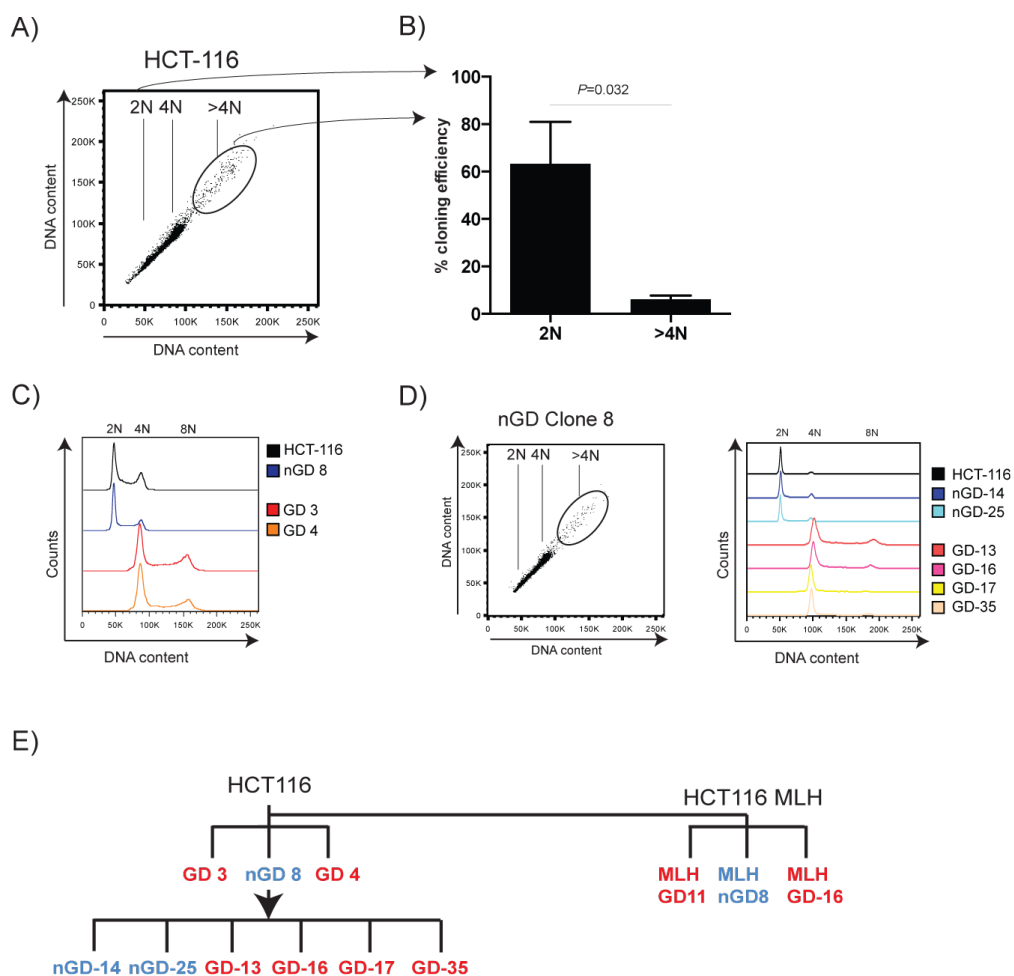 A)
HCT-116
2N 4N >4N
250K
200K
150K
100K
50K
0
0 50K 100K 150K 200K 250K
DNA content
DNA content
B)
P=0.032
100
80
60
40
20
0
% cloning efficiency
2N >4N
C)
2N 4N 8N
HCT-116
nGD 8
GD 3
GD 4
Counts
0 50K 100K 150K 200K 250K
DNA content
D)
nGD Clone 8
2N 4N >4N
250K
200K
150K
100K
50K
0
0 50K 100K 150K 200K 250K
DNA content
DNA content
2N 4N 8N
HCT-116
nGD-14
nGD-25
GD-13
GD-16
GD-17
GD-35
Counts
0 50K 100K 150K 200K 250K
DNA content
E)
HCT116
HCT116 MLH
GD 3 nGD 8 GD 4
MLH GD11
MLH nGD8
MLH GD-16
nGD-14 nGD-25 GD-13 GD-16 GD-17 GD-35